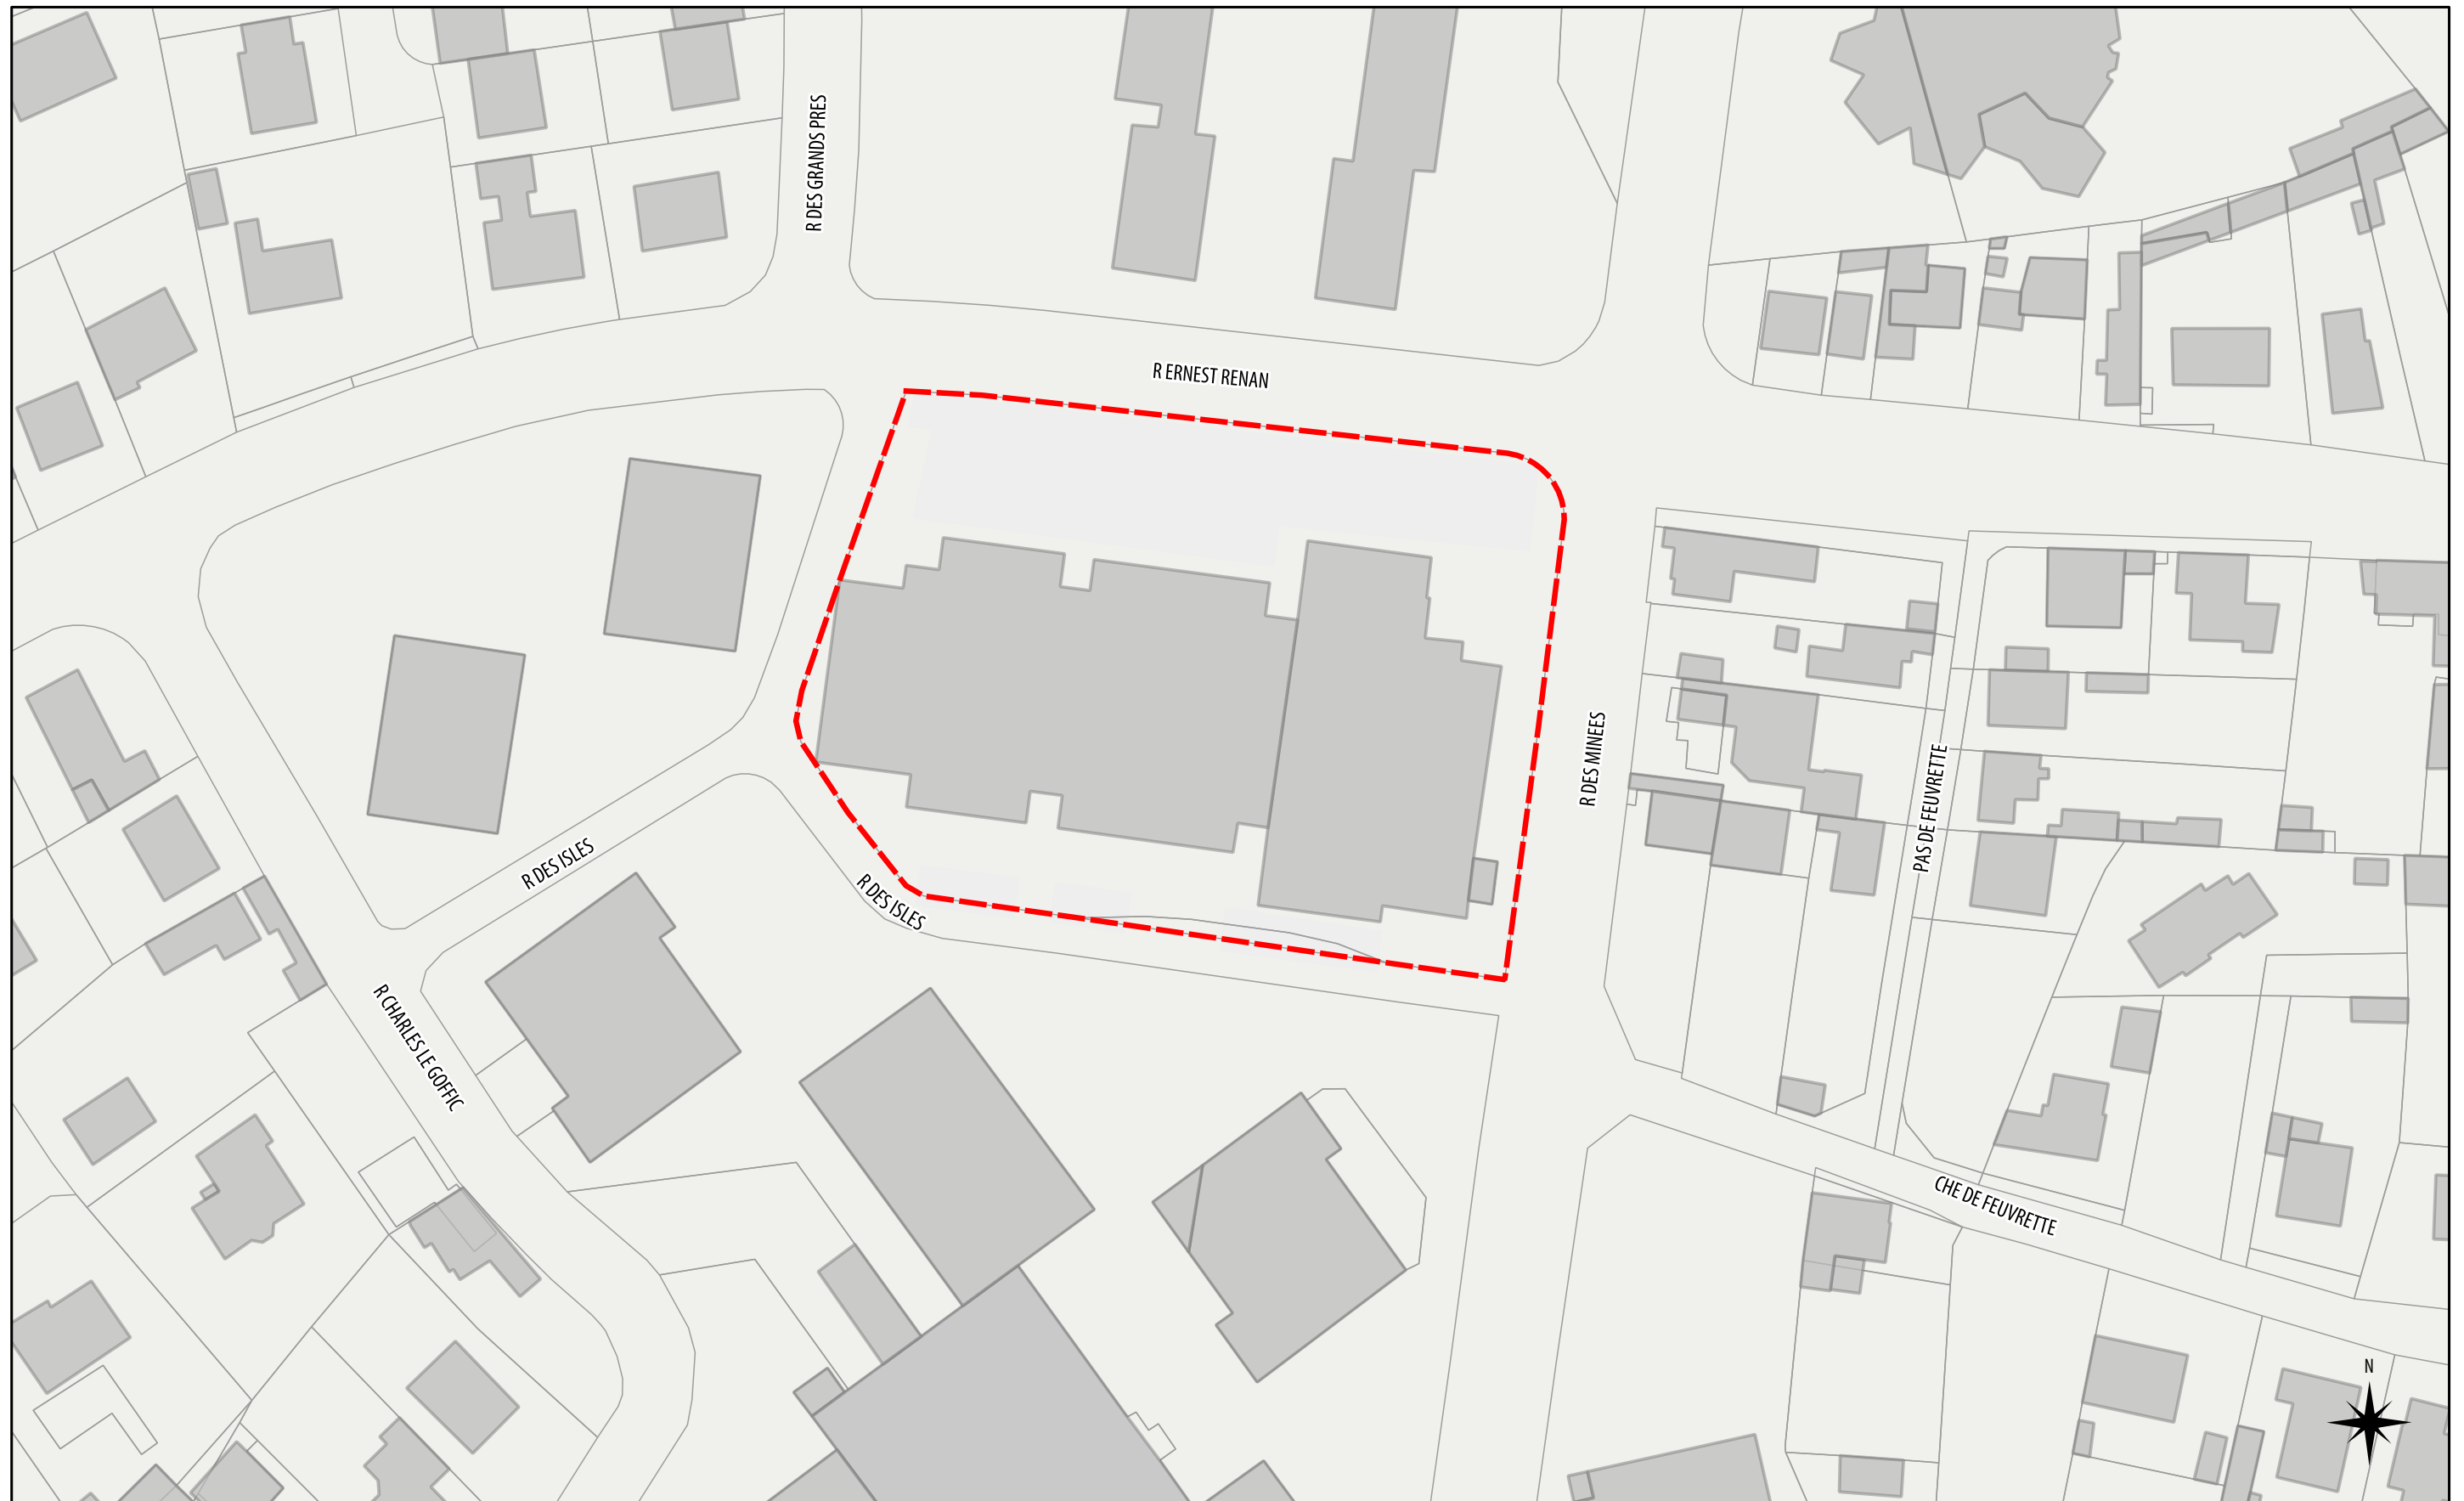 R DES GRANDS PRES
R ERNEST RENAN
R DES MINEES
PAS DE FEUVRETTE
R DES ISLES
R DES ISLES
R CHARLES LE GOFFIC
CHE DE FEUVRETTE
N